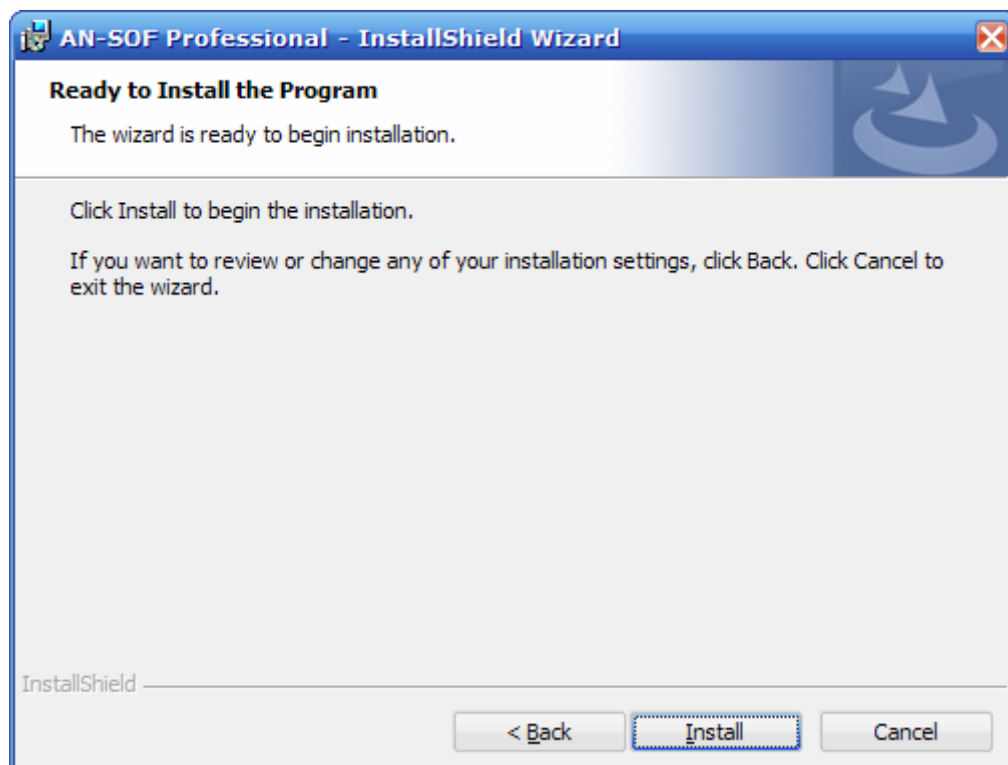 AN-SOF Professional - InstallShield Wizard
Ready to Install the Program
The wizard is ready to begin installation.
Click Install to begin the installation.
If you want to review or change any of your installation settings, click Back. Click Cancel to
exit the wizard.
InstallShield
< Back
Install
Cancel